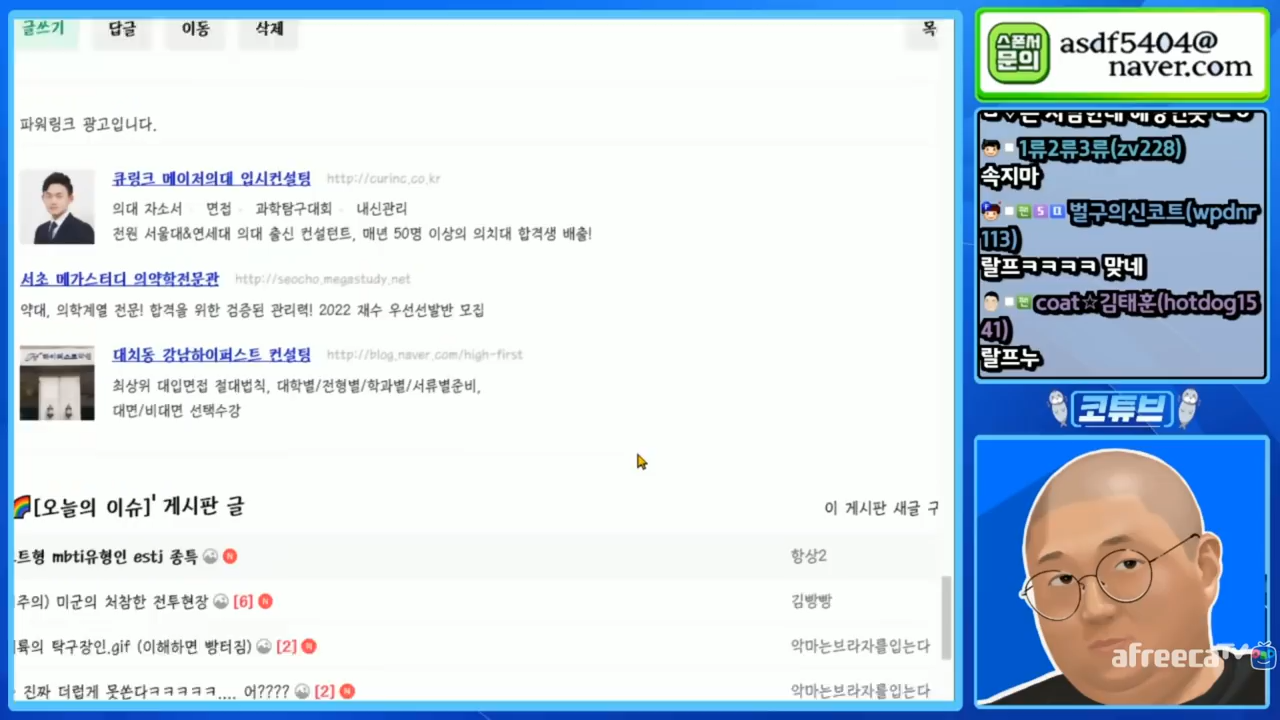 글쓰기 답글 이동 삭제 목
파워링크 광고입니다.
큐링크 메이저의대 입시컨설팅 http://curinc.co.kr
의대 자소서 면접 과학탐구대회 내신관리
전원 서울대&연세대 의대 출신 컨설턴트, 매년 50명 이상의 의치대 합격생 배출!
서초 메가스터디 의약학전문관 http://seocho.megastudy.net
약대, 의학계열 전문! 합격을 위한 검증된 관리력! 2022 재수 우선선발반 모집
대치동 강남하이퍼스트 컨설팅 http://blog.naver.com/high-first
최상위 대입면접 절대법칙, 대학별/전형별/학과별/서류별준비,
대면/비대면 선택수강
[오늘의 이슈]' 게시판 글 이 게시판 새글 구
트형 mbti유형인 estj 종특 N 항상2
주의) 미군의 처참한 전투현장 [6] N 김빵빵
륙의 탁구장인.gif (이해하면 빵터짐) [2] N 악마는브라자를입는다
진짜 더럽게 못쏜다ㅋㅋㅋㅋㅋ.... 어???? [2] N 악마는브라자를입는다
스폰서
문의
asdf5404@
naver.com
1류2류3류(zv228)
속지마
팬 5 벌구의신코트(wpdnr
113)
랄프ㅋㅋㅋㅋ 맞네
팬 coat☆김태훈(hotdog15
41)
랄프누
코튜브
afreecaTV